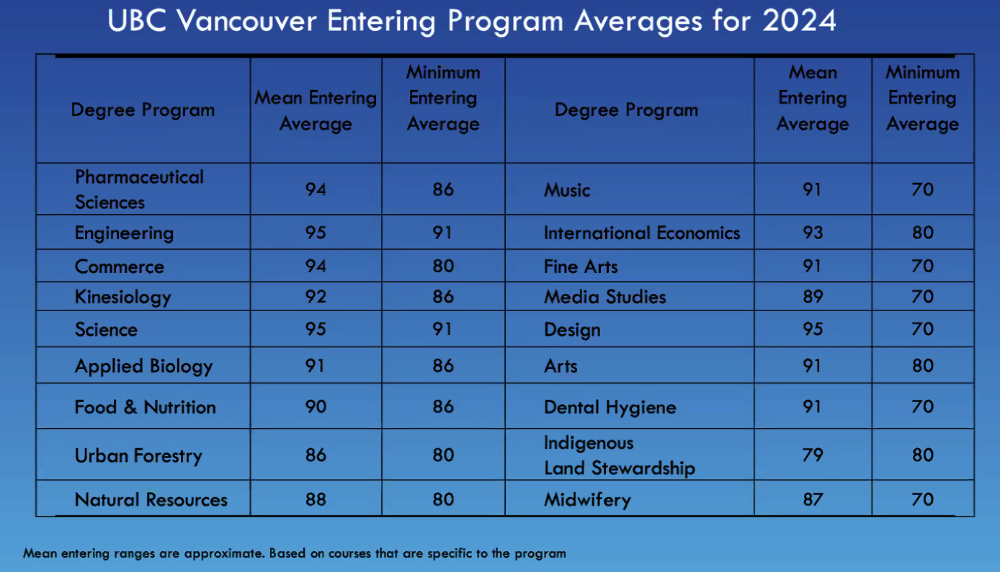 UBC Vancouver Entering Program Averages for 2024
Degree Program
Mean Entering
Average
Minimum
Entering
Average
Degree Program
Mean
Entering
Average
Minimum
Entering
Average
Pharmaceutical
Sciences
94
86
Music
91
70
Engineering
95
91
International Economics
93
80
Commerce
94
80
Fine Arts
91
70
Kinesiology
92
86
Media Studies
89
70
Science
95
91
Design
95
70
Applied Biology
91
86
Arts
91
80
Food & Nutrition
90
86
Dental Hygiene
91
70
Urban Forestry
86
80
Indigenous
Land Stewardship
79
80
Natural Resources
88
80
Midwifery
87
70
Mean entering ranges are approximate. Based on courses that are specific to the program